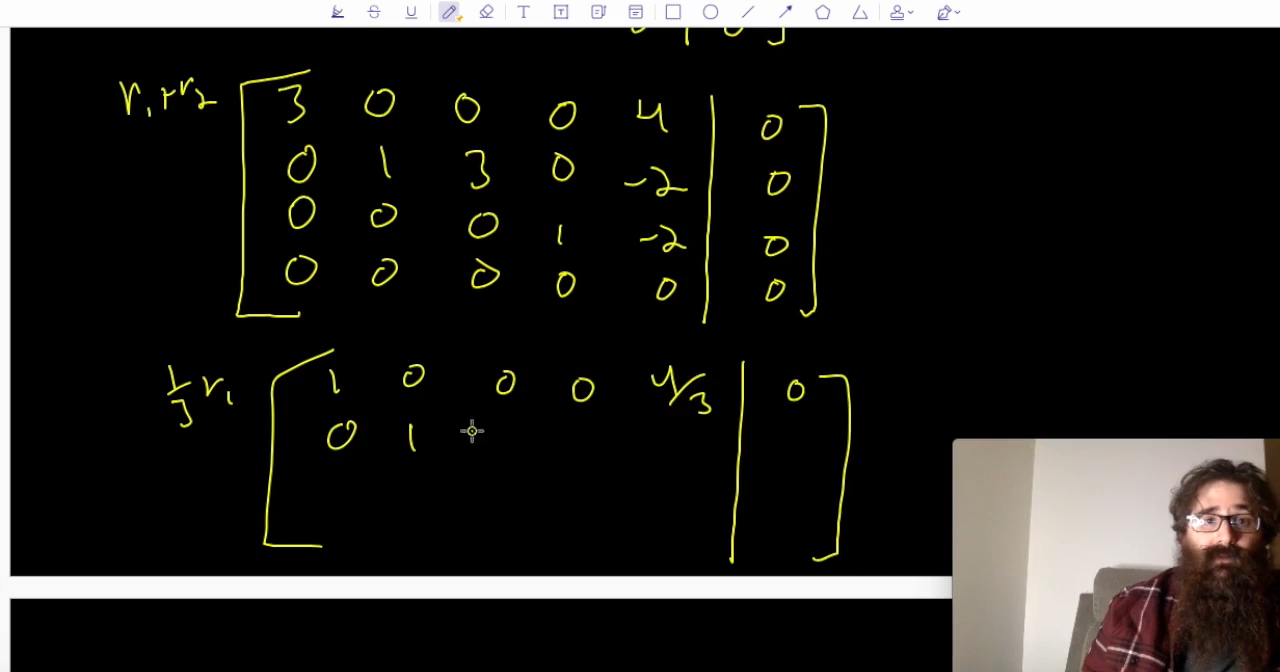 r₁+r₂ [ 3 0 0 0 4 | 0 ]
0 1 3 0 -2 | 0
0 0 0 1 -2 | 0
0 0 0 0 0 | 0
1/3 r₁ [ 1 0 0 0 4/3 | 0 ]
0 1